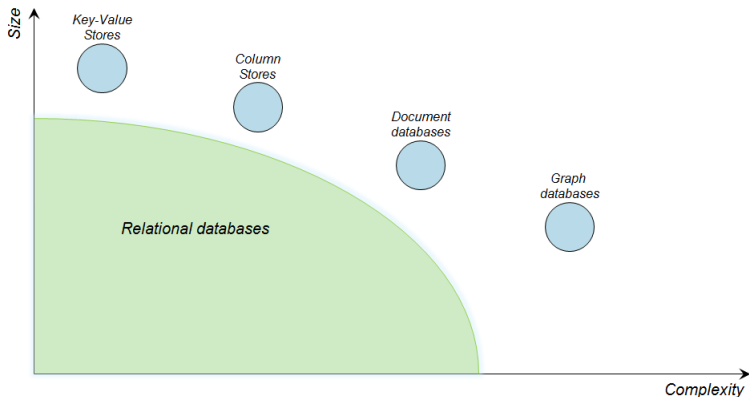 Size
Key-Value
Stores
Column
Stores
Document
databases
Graph
databases
Relational databases
Complexity